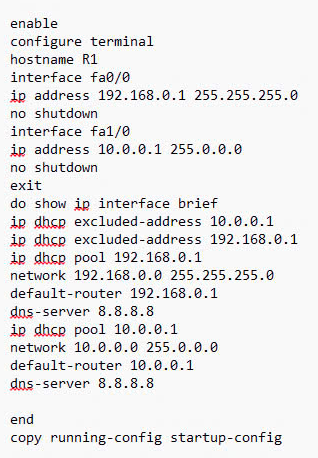 enable
configure terminal
hostname R1
interface fa0/0
ip address 192.168.0.1 255.255.255.0
no shutdown
interface fa1/0
ip address 10.0.0.1 255.0.0.0
no shutdown
exit
do show ip interface brief
ip dhcp excluded-address 10.0.0.1
ip dhcp excluded-address 192.168.0.1
ip dhcp pool 192.168.0.1
network 192.168.0.0 255.255.255.0
default-router 192.168.0.1
dns-server 8.8.8.8
ip dhcp pool 10.0.0.1
network 10.0.0.0 255.0.0.0
default-router 10.0.0.1
dns-server 8.8.8.8
end
copy running-config startup-config